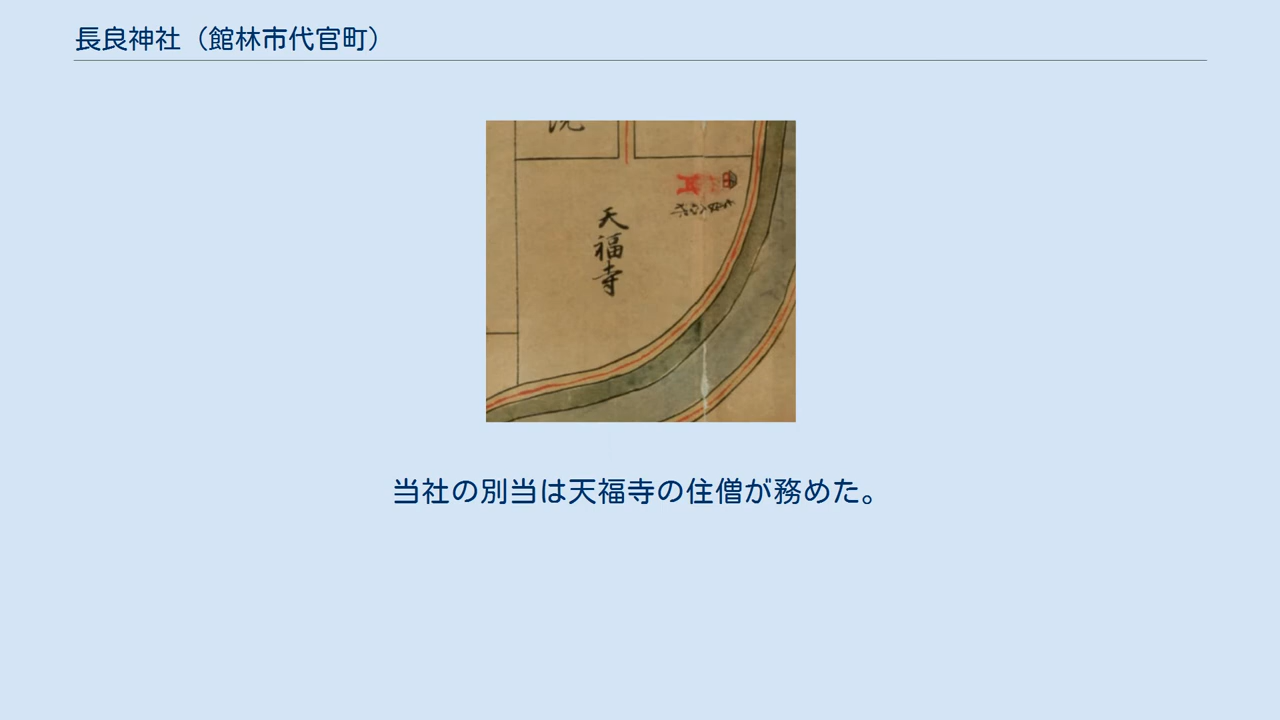 長良神社（館林市代官町）
天福寺
当社の別当は天福寺の住僧が務めた。